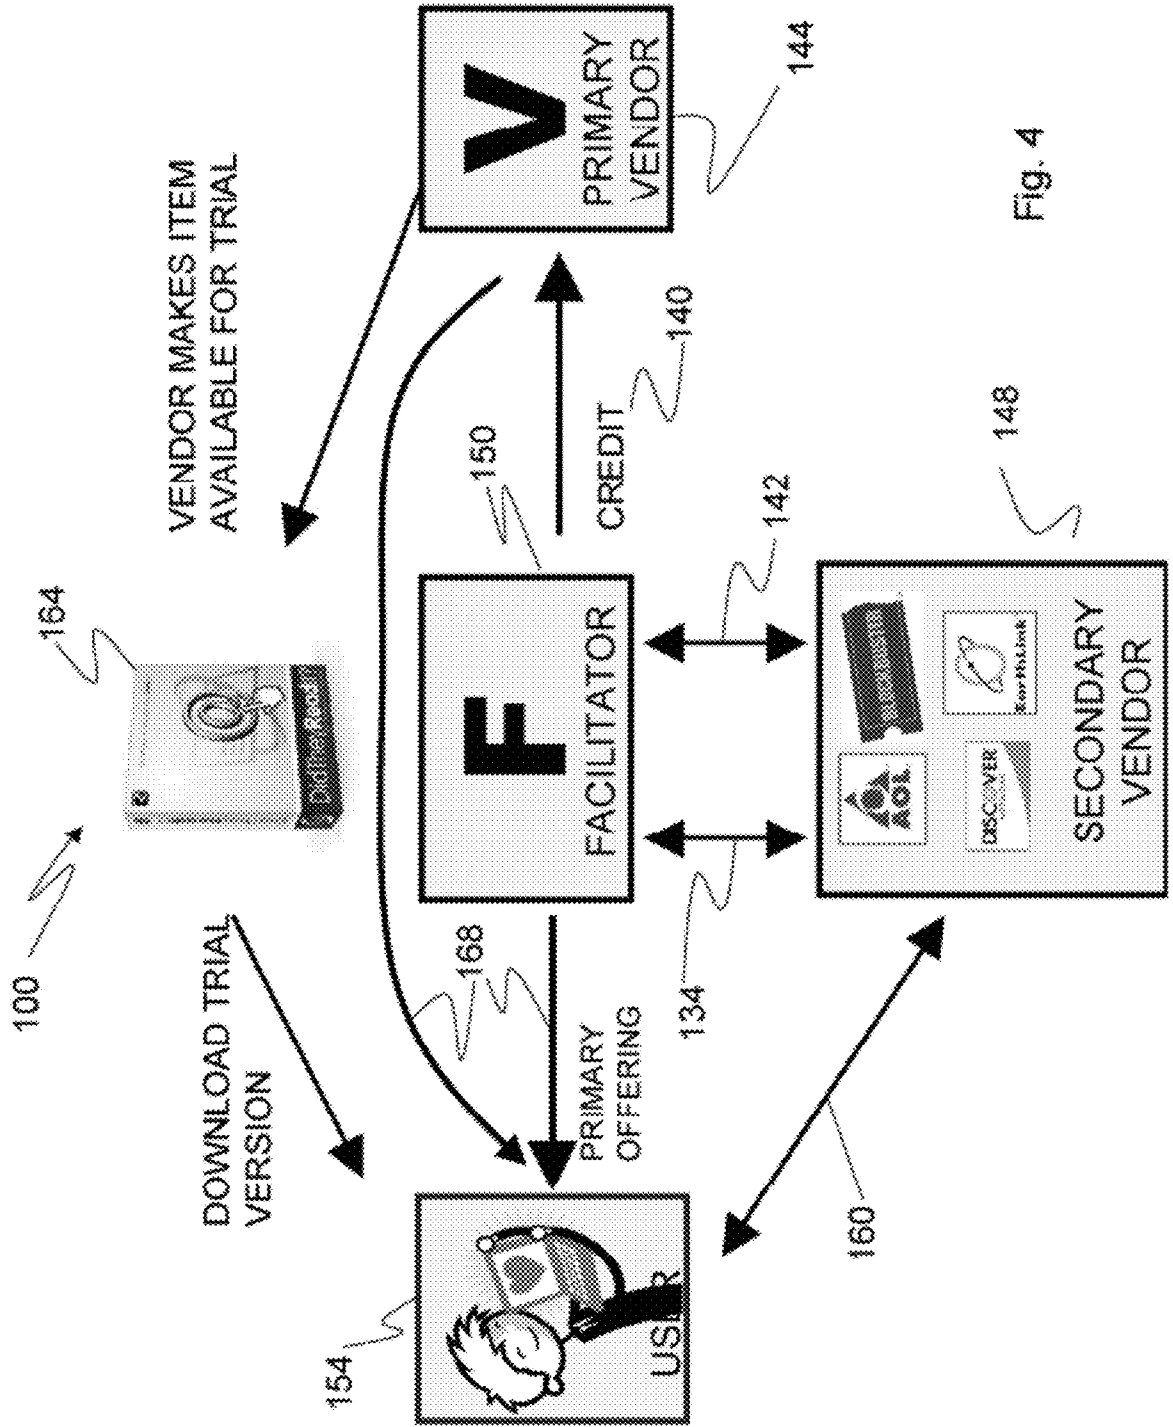 100
164
VENDOR MAKES ITEM
AVAILABLE FOR TRIAL
DOWNLOAD TRIAL
VERSION
154
USER
168
PRIMARY
OFFERING
150
F
FACILITATOR
CREDIT
140
V
PRIMARY
VENDOR
144
134
142
160
AOL
DISCOVER
EarthLink
SECONDARY
VENDOR
148
Fig. 4